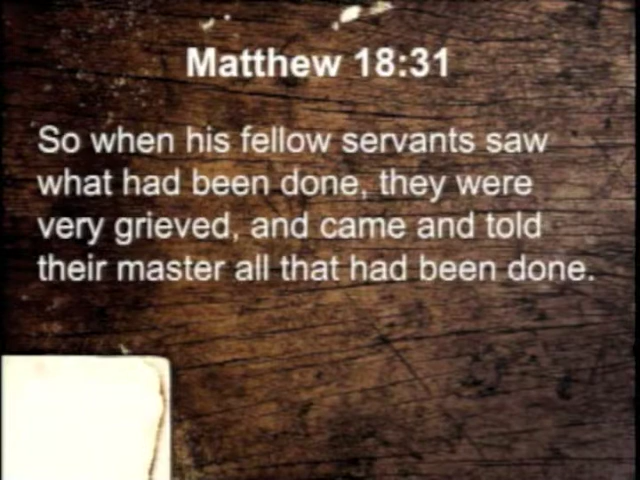 Matthew 18:31
So when his fellow servants saw
what had been done, they were
very grieved, and came and told
their master all that had been done.